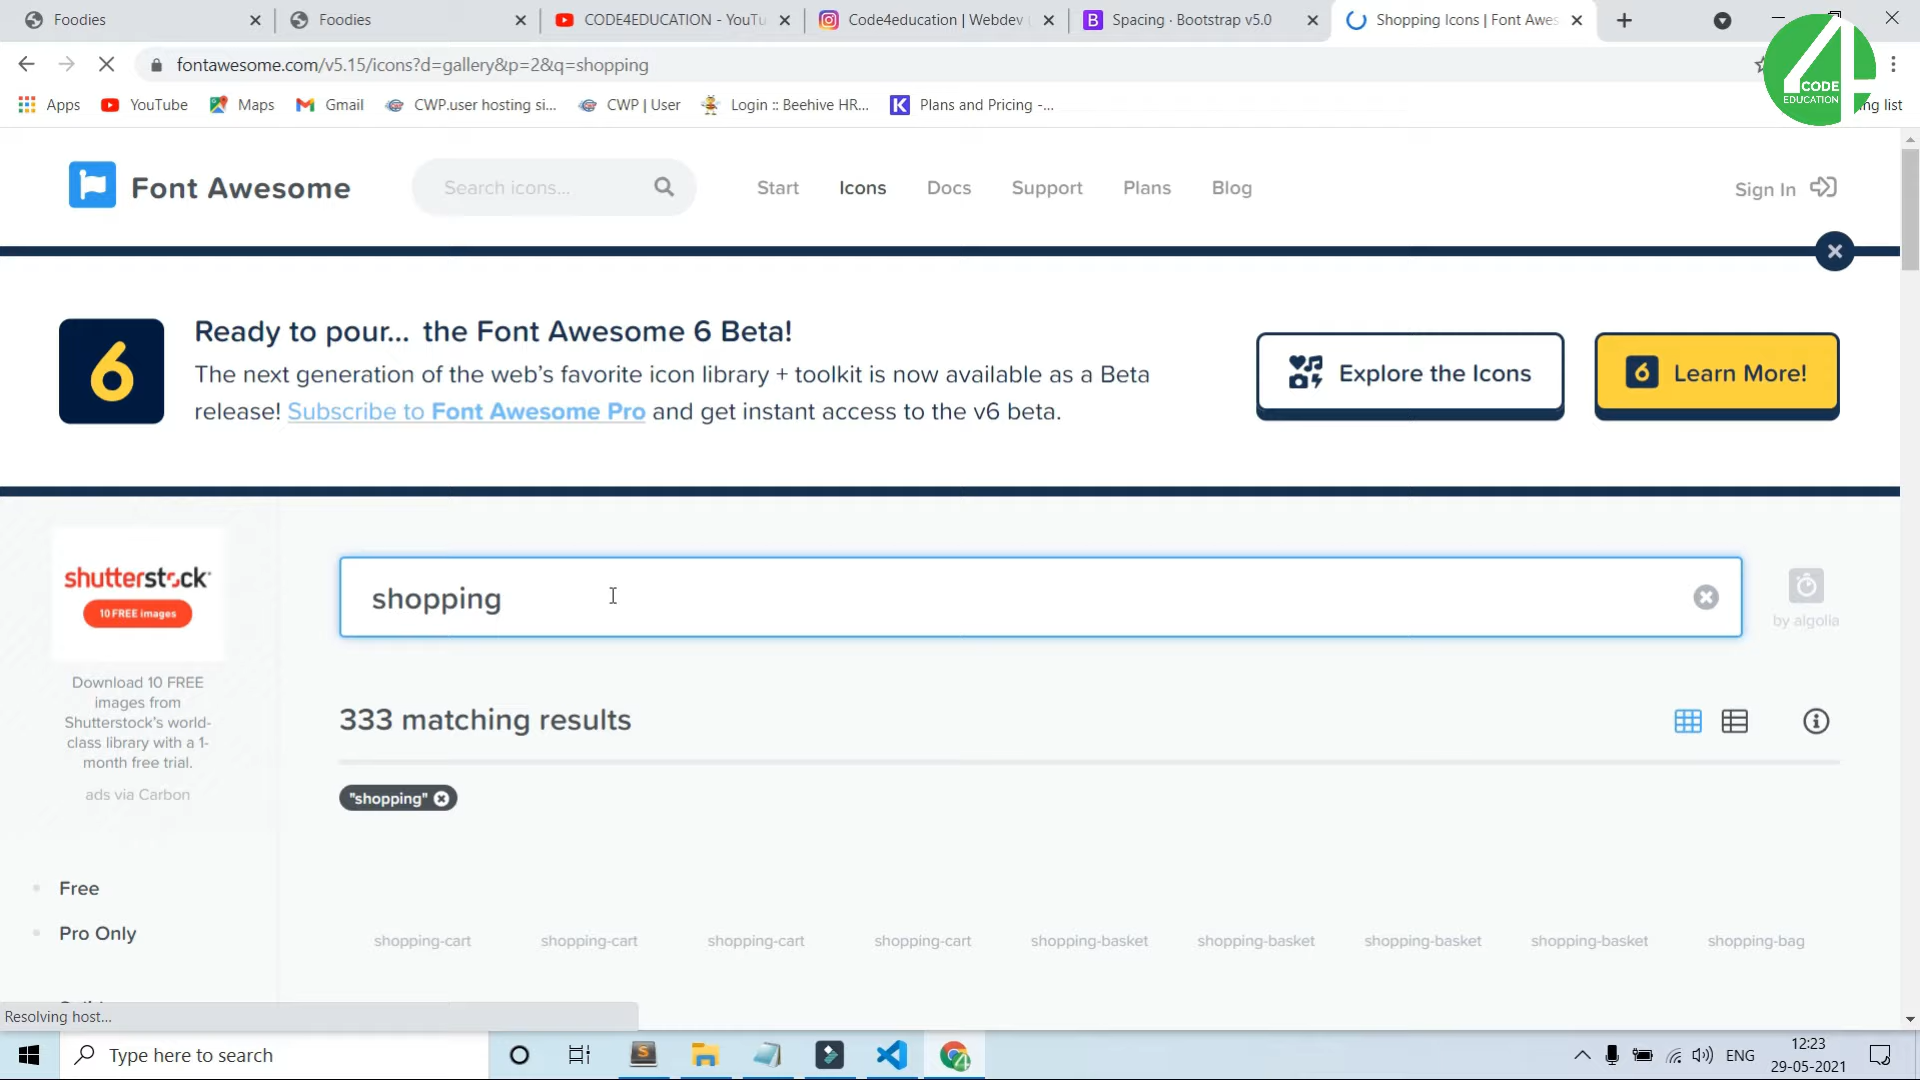 Foodies
Foodies
CODE4EDUCATION - YouTu
Code4education | Webdev
Spacing · Bootstrap v5.0
Shopping Icons | Font Awes
fontawesome.com/v5.15/icons?d=gallery&p=2&q=shopping
CODE
EDUCATION
Apps
YouTube
Maps
Gmail
CWP.user hosting si...
CWP | User
Login :: Beehive HR...
Plans and Pricing -...
ng list
Font Awesome
Search icons...
Start
Icons
Docs
Support
Plans
Blog
Sign In
6
Ready to pour... the Font Awesome 6 Beta!
The next generation of the web's favorite icon library + toolkit is now available as a Beta
release! Subscribe to Font Awesome Pro and get instant access to the v6 beta.
Explore the Icons
6 Learn More!
shutterstock
10 FREE images
Download 10 FREE
images from
Shutterstock's world-
class library with a 1-
month free trial.
ads via Carbon
shopping
by algolia
333 matching results
"shopping"
Free
Pro Only
shopping-cart
shopping-cart
shopping-cart
shopping-cart
shopping-basket
shopping-basket
shopping-basket
shopping-basket
shopping-bag
Resolving host...
Type here to search
ENG
12:23
29-05-2021